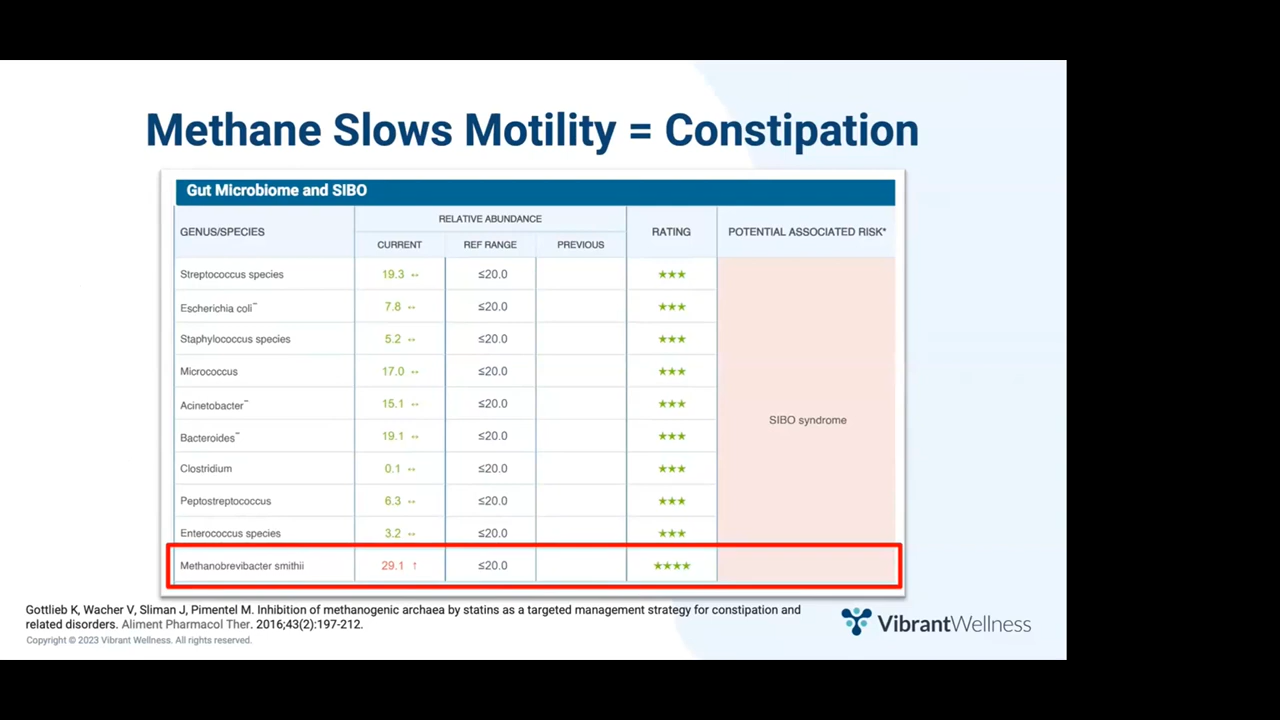 Methane Slows Motility = Constipation
Gut Microbiome and SIBO
GENUS/SPECIES RELATIVE ABUNDANCE RATING POTENTIAL ASSOCIATED RISK*
CURRENT REF RANGE PREVIOUS
Streptococcus species 19.3 ↔ ≤20.0 ★★★
Escherichia coli~ 7.8 ↔ ≤20.0 ★★★
Staphylococcus species 5.2 ↔ ≤20.0 ★★★
Micrococcus 17.0 ↔ ≤20.0 ★★★
Acinetobacter~ 15.1 ↔ ≤20.0 ★★★
SIBO syndrome
Bacteroides~ 19.1 ↔ ≤20.0 ★★★
Clostridium 0.1 ↔ ≤20.0 ★★★
Peptostreptococcus 6.3 ↔ ≤20.0 ★★★
Enterococcus species 3.2 ↔ ≤20.0 ★★★
Methanobrevibacter smithii 29.1 ↑ ≤20.0 ★★★★
Gottlieb K, Wacher V, Sliman J, Pimentel M. Inhibition of methanogenic archaea by statins as a targeted management strategy for constipation and
related disorders. Aliment Pharmacol Ther. 2016;43(2):197-212.
Copyright © 2023 Vibrant Wellness. All rights reserved.
VibrantWellness